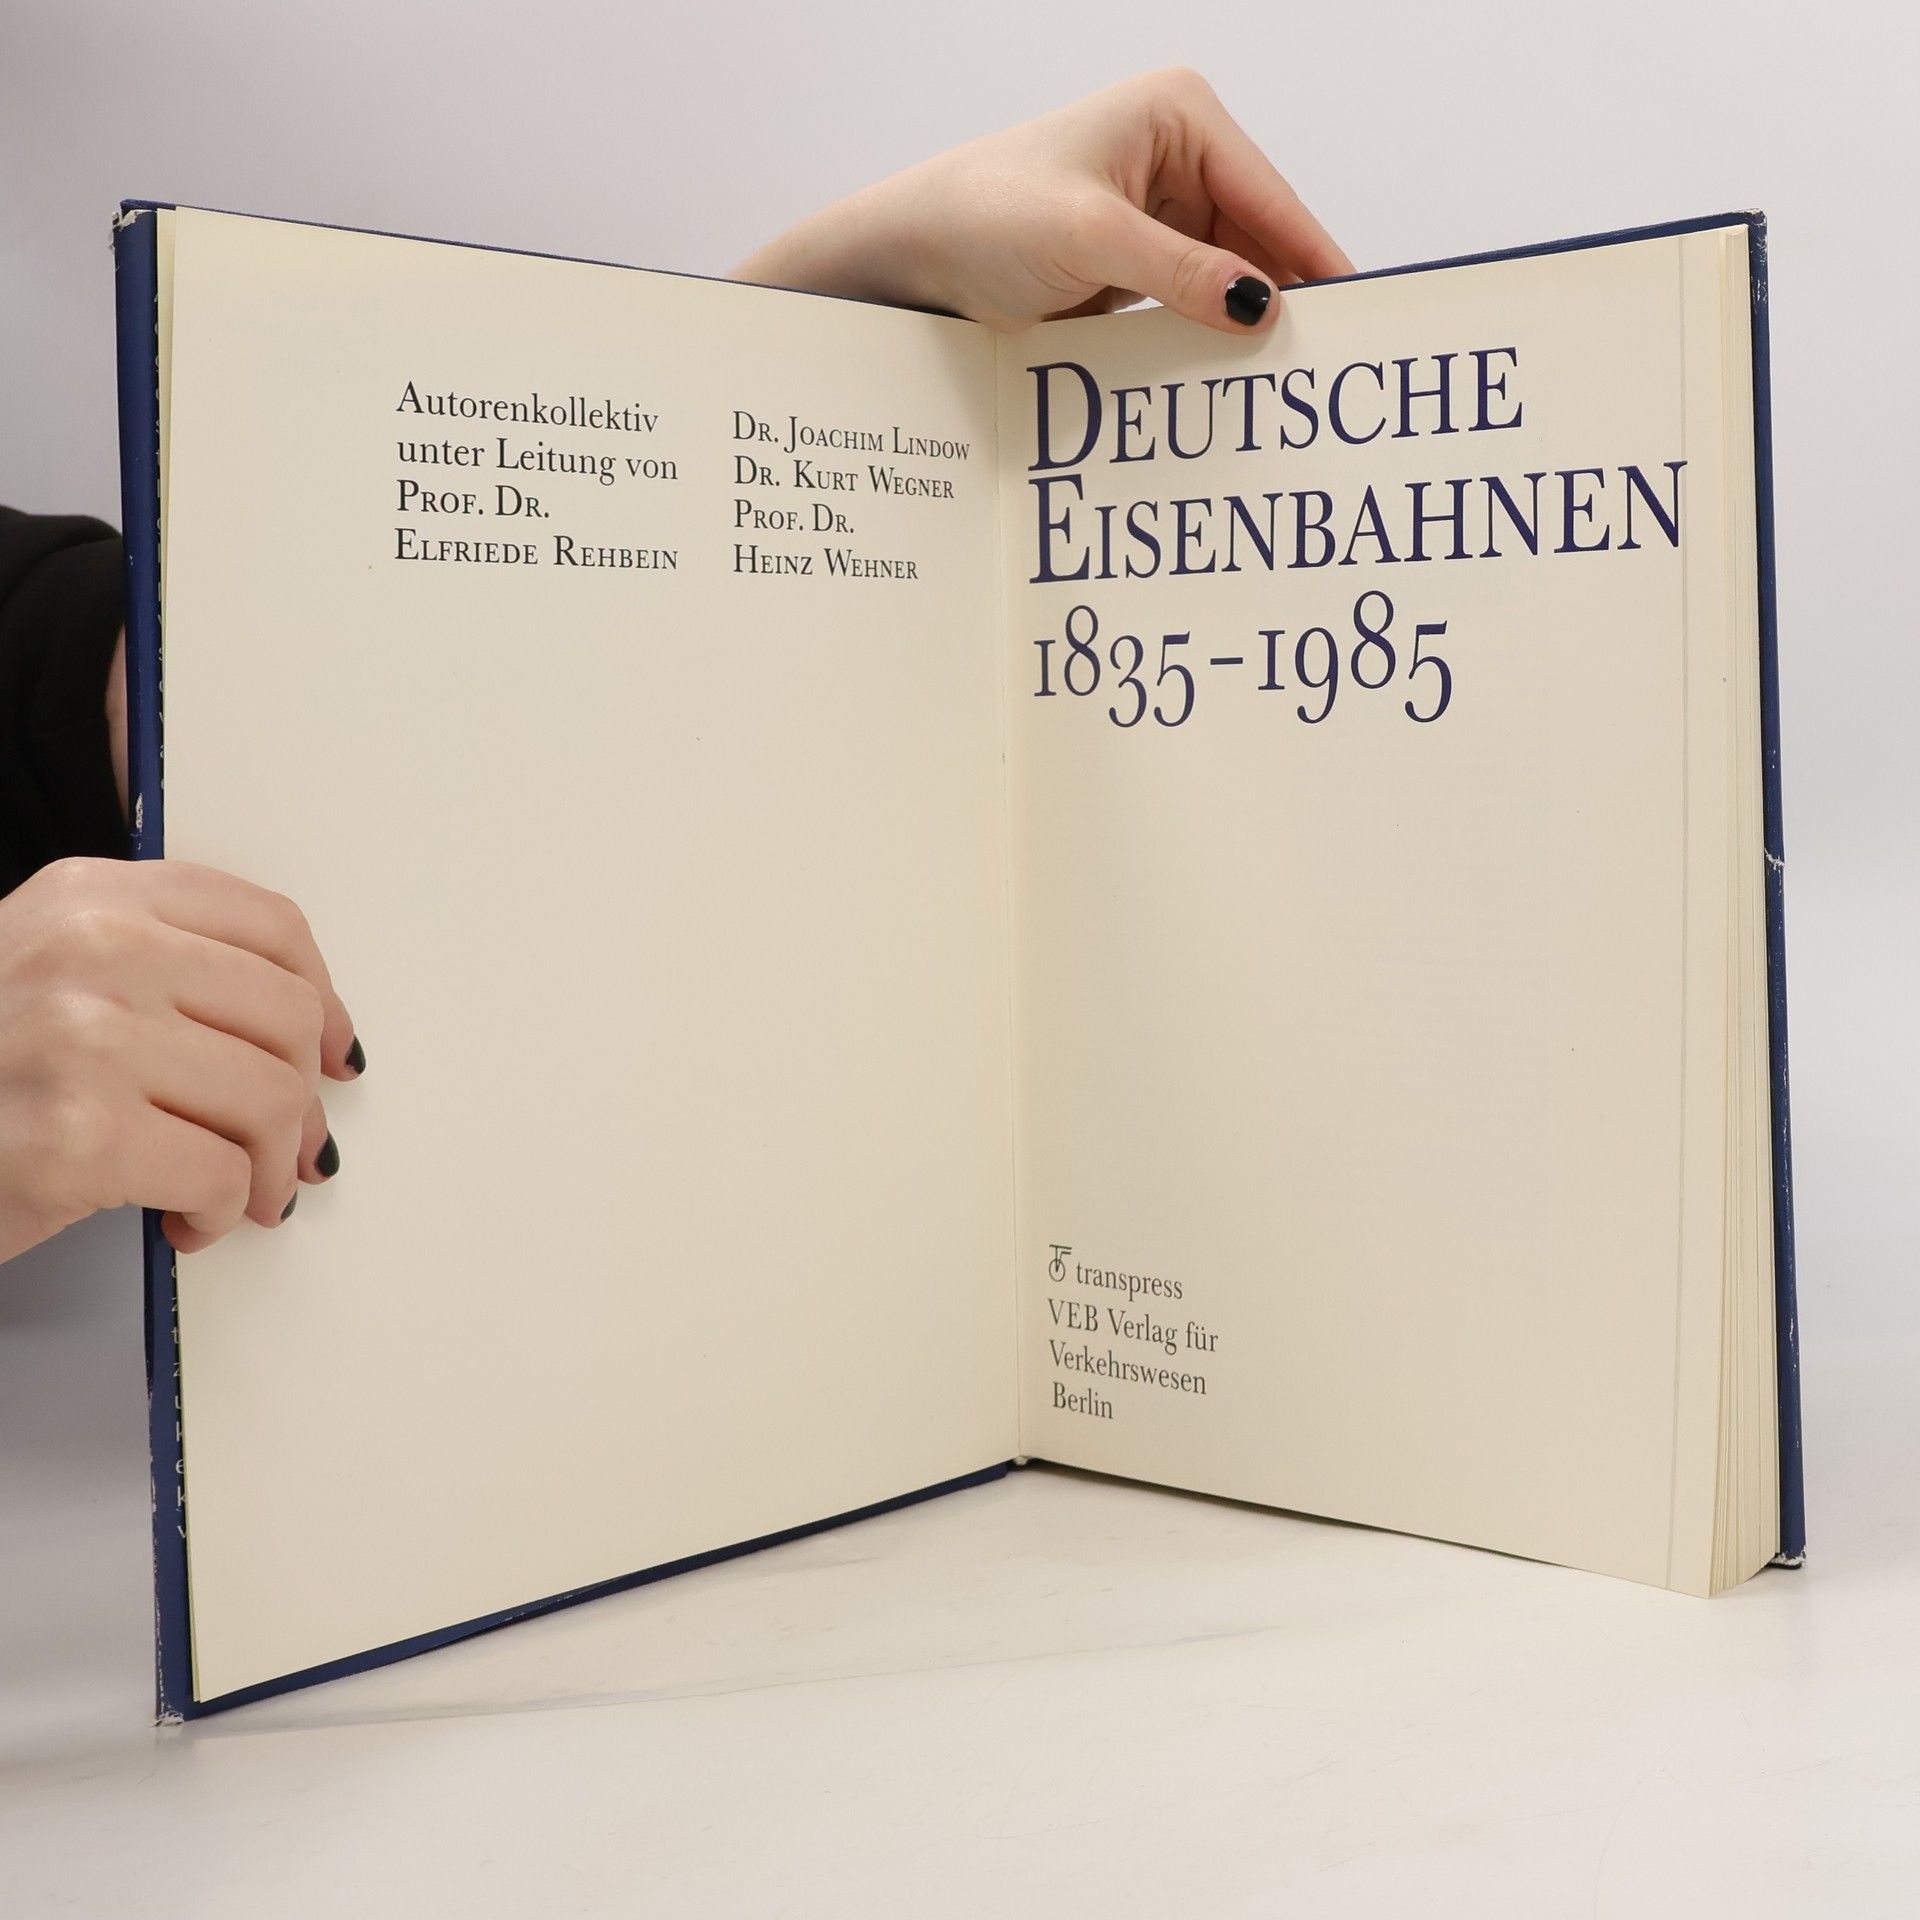 Autorenkollektiv
unter Leitung von
Prof. Dr.
Elfriede Rehbein
Dr. Joachim Lindow
Dr. Kurt Wegner
Prof. Dr.
Heinz Wehner
Deutsche
Eisenbahnen
1835–1985
transpress
VEB Verlag für
Verkehrswesen
Berlin